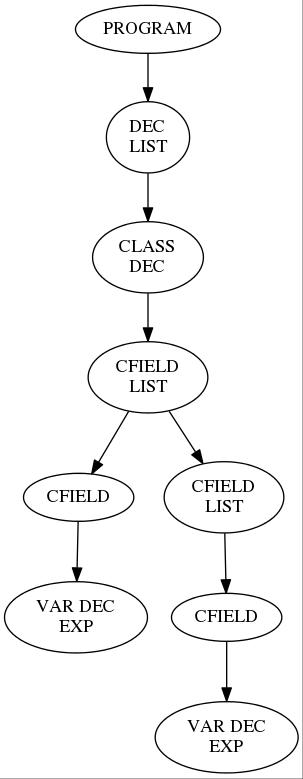 PROGRAM
DEC
LIST
CLASS
DEC
CFIELD
LIST
CFIELD
CFIELD
LIST
VAR DEC
EXP
CFIELD
VAR DEC
EXP